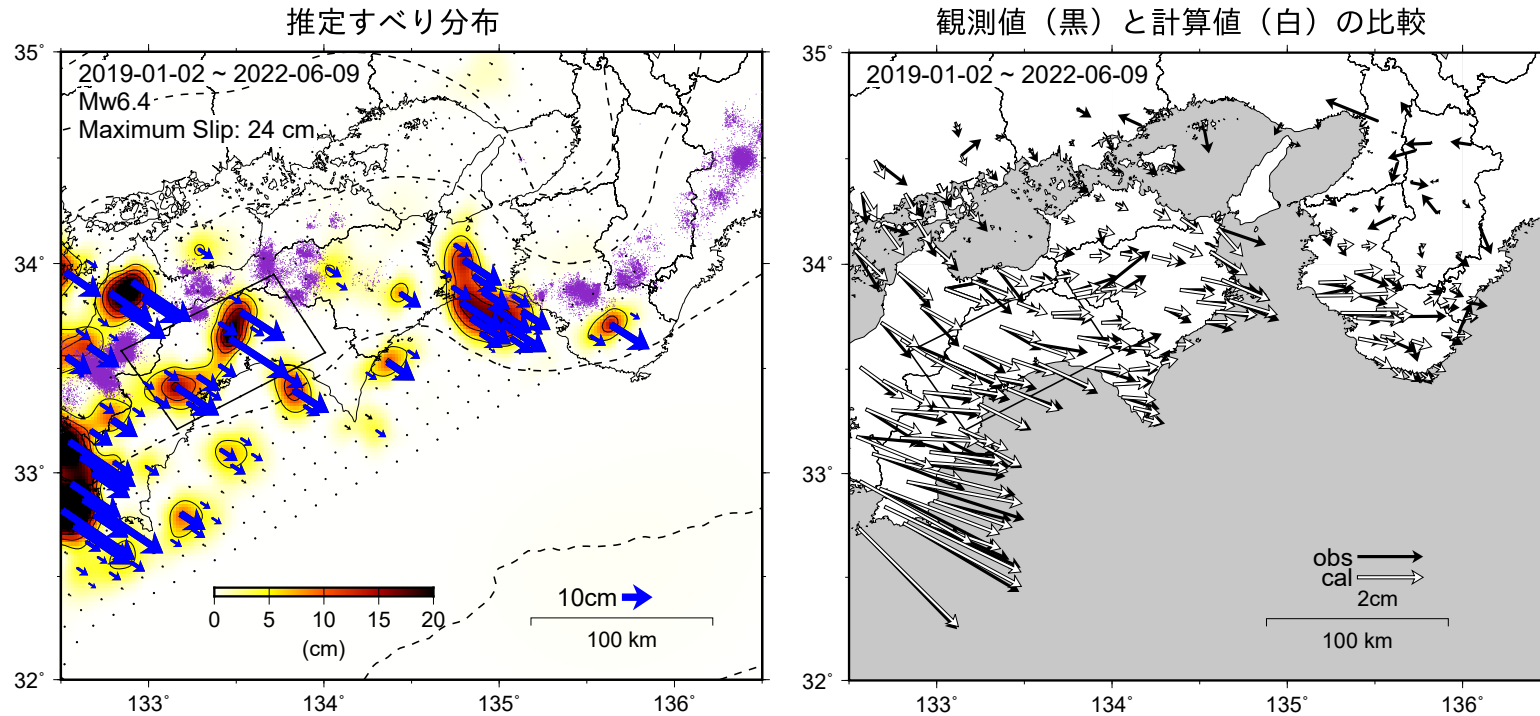 推定すべり分布
35°
34°
33°
32°
2019-01-02 ~ 2022-06-09
Mw6.4
Maximum Slip: 24 cm
0 5 10 15 20
(cm)
10cm
100 km
133° 134° 135° 136°
観測値（黒）と計算値（白）の比較
35°
34°
33°
32°
2019-01-02 ~ 2022-06-09
obs
cal
2cm
100 km
133° 134° 135° 136°